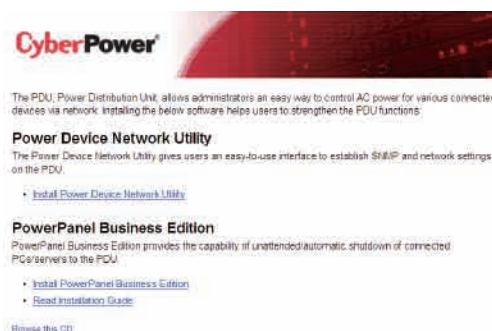 CyberPower
The PDU, Power Distribution Unit, allows administrators an easy way to control AC power for various connected
devices via network. Installing the below software helps users to strengthen the PDU functions.
Power Device Network Utility
The Power Device Network Utility gives users an easy-to-use interface to establish SNMP and network settings
on the PDU.
• Install Power Device Network Utility
PowerPanel Business Edition
PowerPanel Business Edition provides the capability of unattended/automatic shutdown of connected
PCs/servers to the PDU.
• Install PowerPanel Business Edition
• Read Installation Guide
Browse this CD